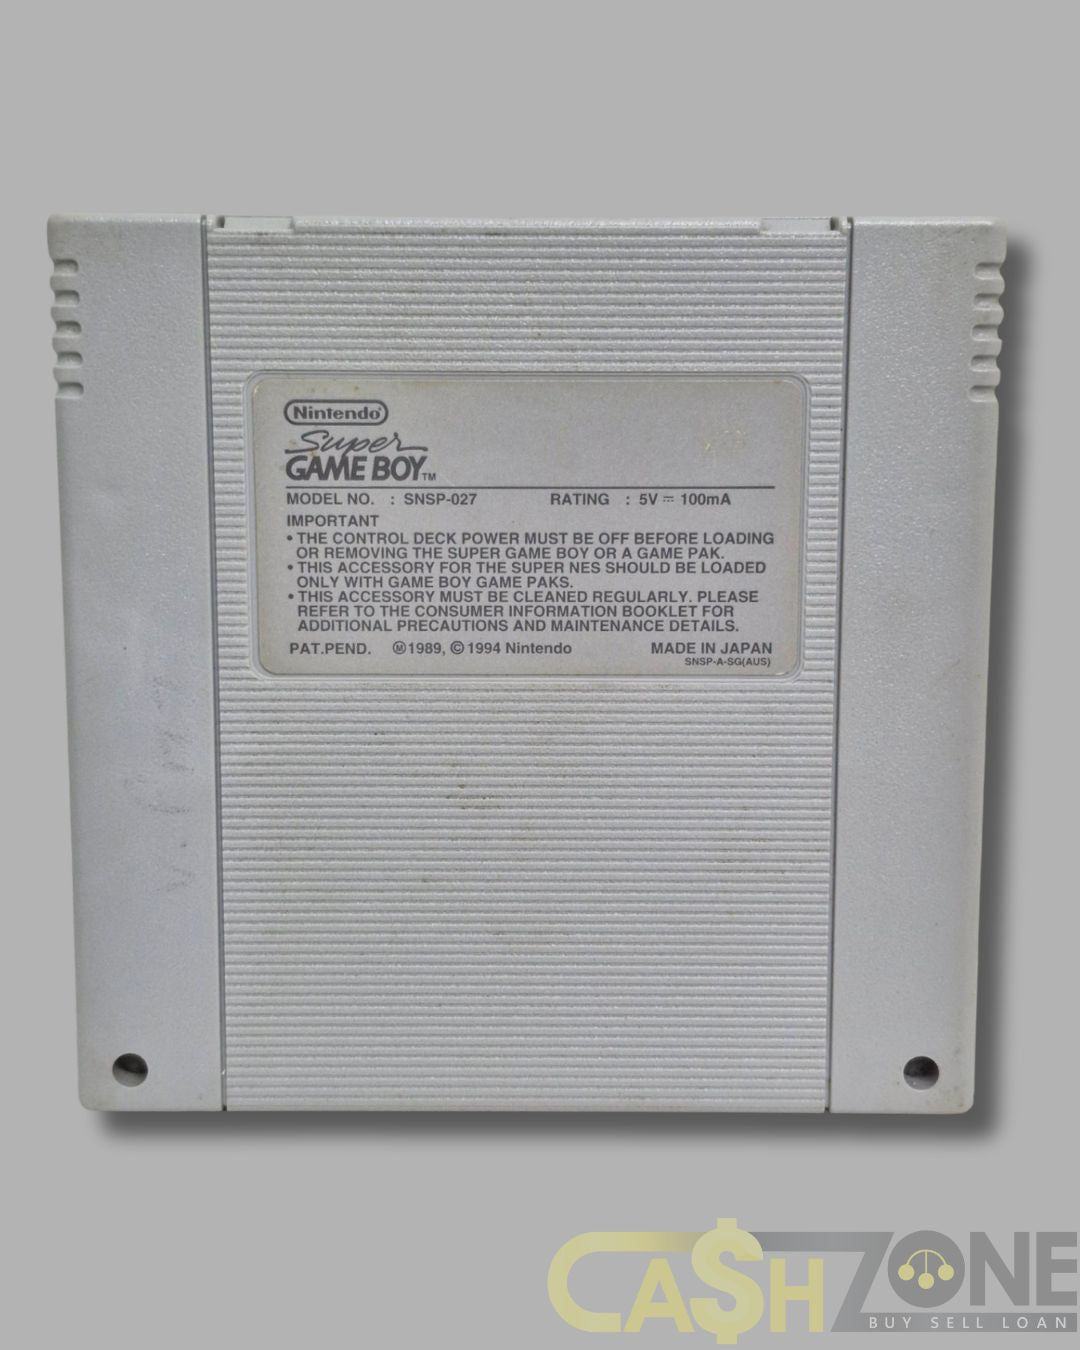 Nintendo®
Super
GAME BOY™
MODEL NO. : SNSP-027 RATING : 5V ⎓ 100mA
IMPORTANT
• THE CONTROL DECK POWER MUST BE OFF BEFORE LOADING
OR REMOVING THE SUPER GAME BOY OR A GAME PAK.
• THIS ACCESSORY FOR THE SUPER NES SHOULD BE LOADED
ONLY WITH GAME BOY GAME PAKS.
• THIS ACCESSORY MUST BE CLEANED REGULARLY. PLEASE
REFER TO THE CONSUMER INFORMATION BOOKLET FOR
ADDITIONAL PRECAUTIONS AND MAINTENANCE DETAILS.
PAT.PEND. Ⓜ1989, ©1994 Nintendo MADE IN JAPAN
SNSP-A-SG(AUS)
CA$HZONE
BUY SELL LOAN